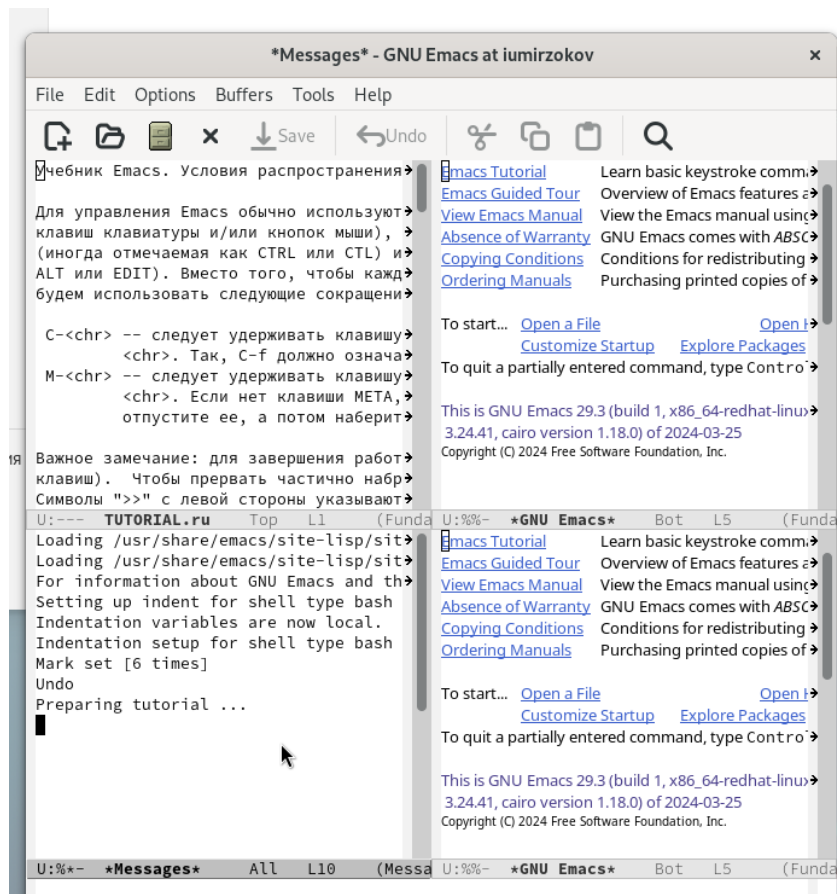 *Messages* - GNU Emacs at iumirzokov
File Edit Options Buffers Tools Help
Save Undo
Учебник Emacs. Условия распространения
Для управления Emacs обычно используют
клавиш клавиатуры и/или кнопок мыши),
(иногда отмечаемая как CTRL или CTL) и
ALT или EDIT). Вместо того, чтобы кажд
будем использовать следующие сокращени
C-<chr> -- следует удерживать клавишу
<chr>. Так, C-f должно означа
M-<chr> -- следует удерживать клавишу
<chr>. Если нет клавиши META,
отпустите ее, а потом наберит
Важное замечание: для завершения работ
клавиш). Чтобы прервать частично набр
Символы ">>" с левой стороны указывают
U:--- TUTORIAL.ru Top L1 (Funda
Emacs Tutorial Learn basic keystroke comm
Emacs Guided Tour Overview of Emacs features a
View Emacs Manual View the Emacs manual using
Absence of Warranty GNU Emacs comes with ABSO
Copying Conditions Conditions for redistributing
Ordering Manuals Purchasing printed copies of
To start... Open a File Open
Customize Startup Explore Packages
To quit a partially entered command, type Contro
This is GNU Emacs 29.3 (build 1, x86_64-redhat-linux
3.24.41, cairo version 1.18.0) of 2024-03-25
Copyright (C) 2024 Free Software Foundation, Inc.
U:%%- *GNU Emacs* Bot L5 (Funda
Loading /usr/share/emacs/site-lisp/sit
Loading /usr/share/emacs/site-lisp/sit
For information about GNU Emacs and th
Setting up indent for shell type bash
Indentation variables are now local.
Indentation setup for shell type bash
Mark set [6 times]
Undo
Preparing tutorial ...
U:%*- *Messages* All L10 (Messa
Emacs Tutorial Learn basic keystroke comm
Emacs Guided Tour Overview of Emacs features a
View Emacs Manual View the Emacs manual using
Absence of Warranty GNU Emacs comes with ABSO
Copying Conditions Conditions for redistributing
Ordering Manuals Purchasing printed copies of
To start... Open a File Open
Customize Startup Explore Packages
To quit a partially entered command, type Contro
This is GNU Emacs 29.3 (build 1, x86_64-redhat-linux
3.24.41, cairo version 1.18.0) of 2024-03-25
Copyright (C) 2024 Free Software Foundation, Inc.
U:%%- *GNU Emacs* Bot L5 (Funda